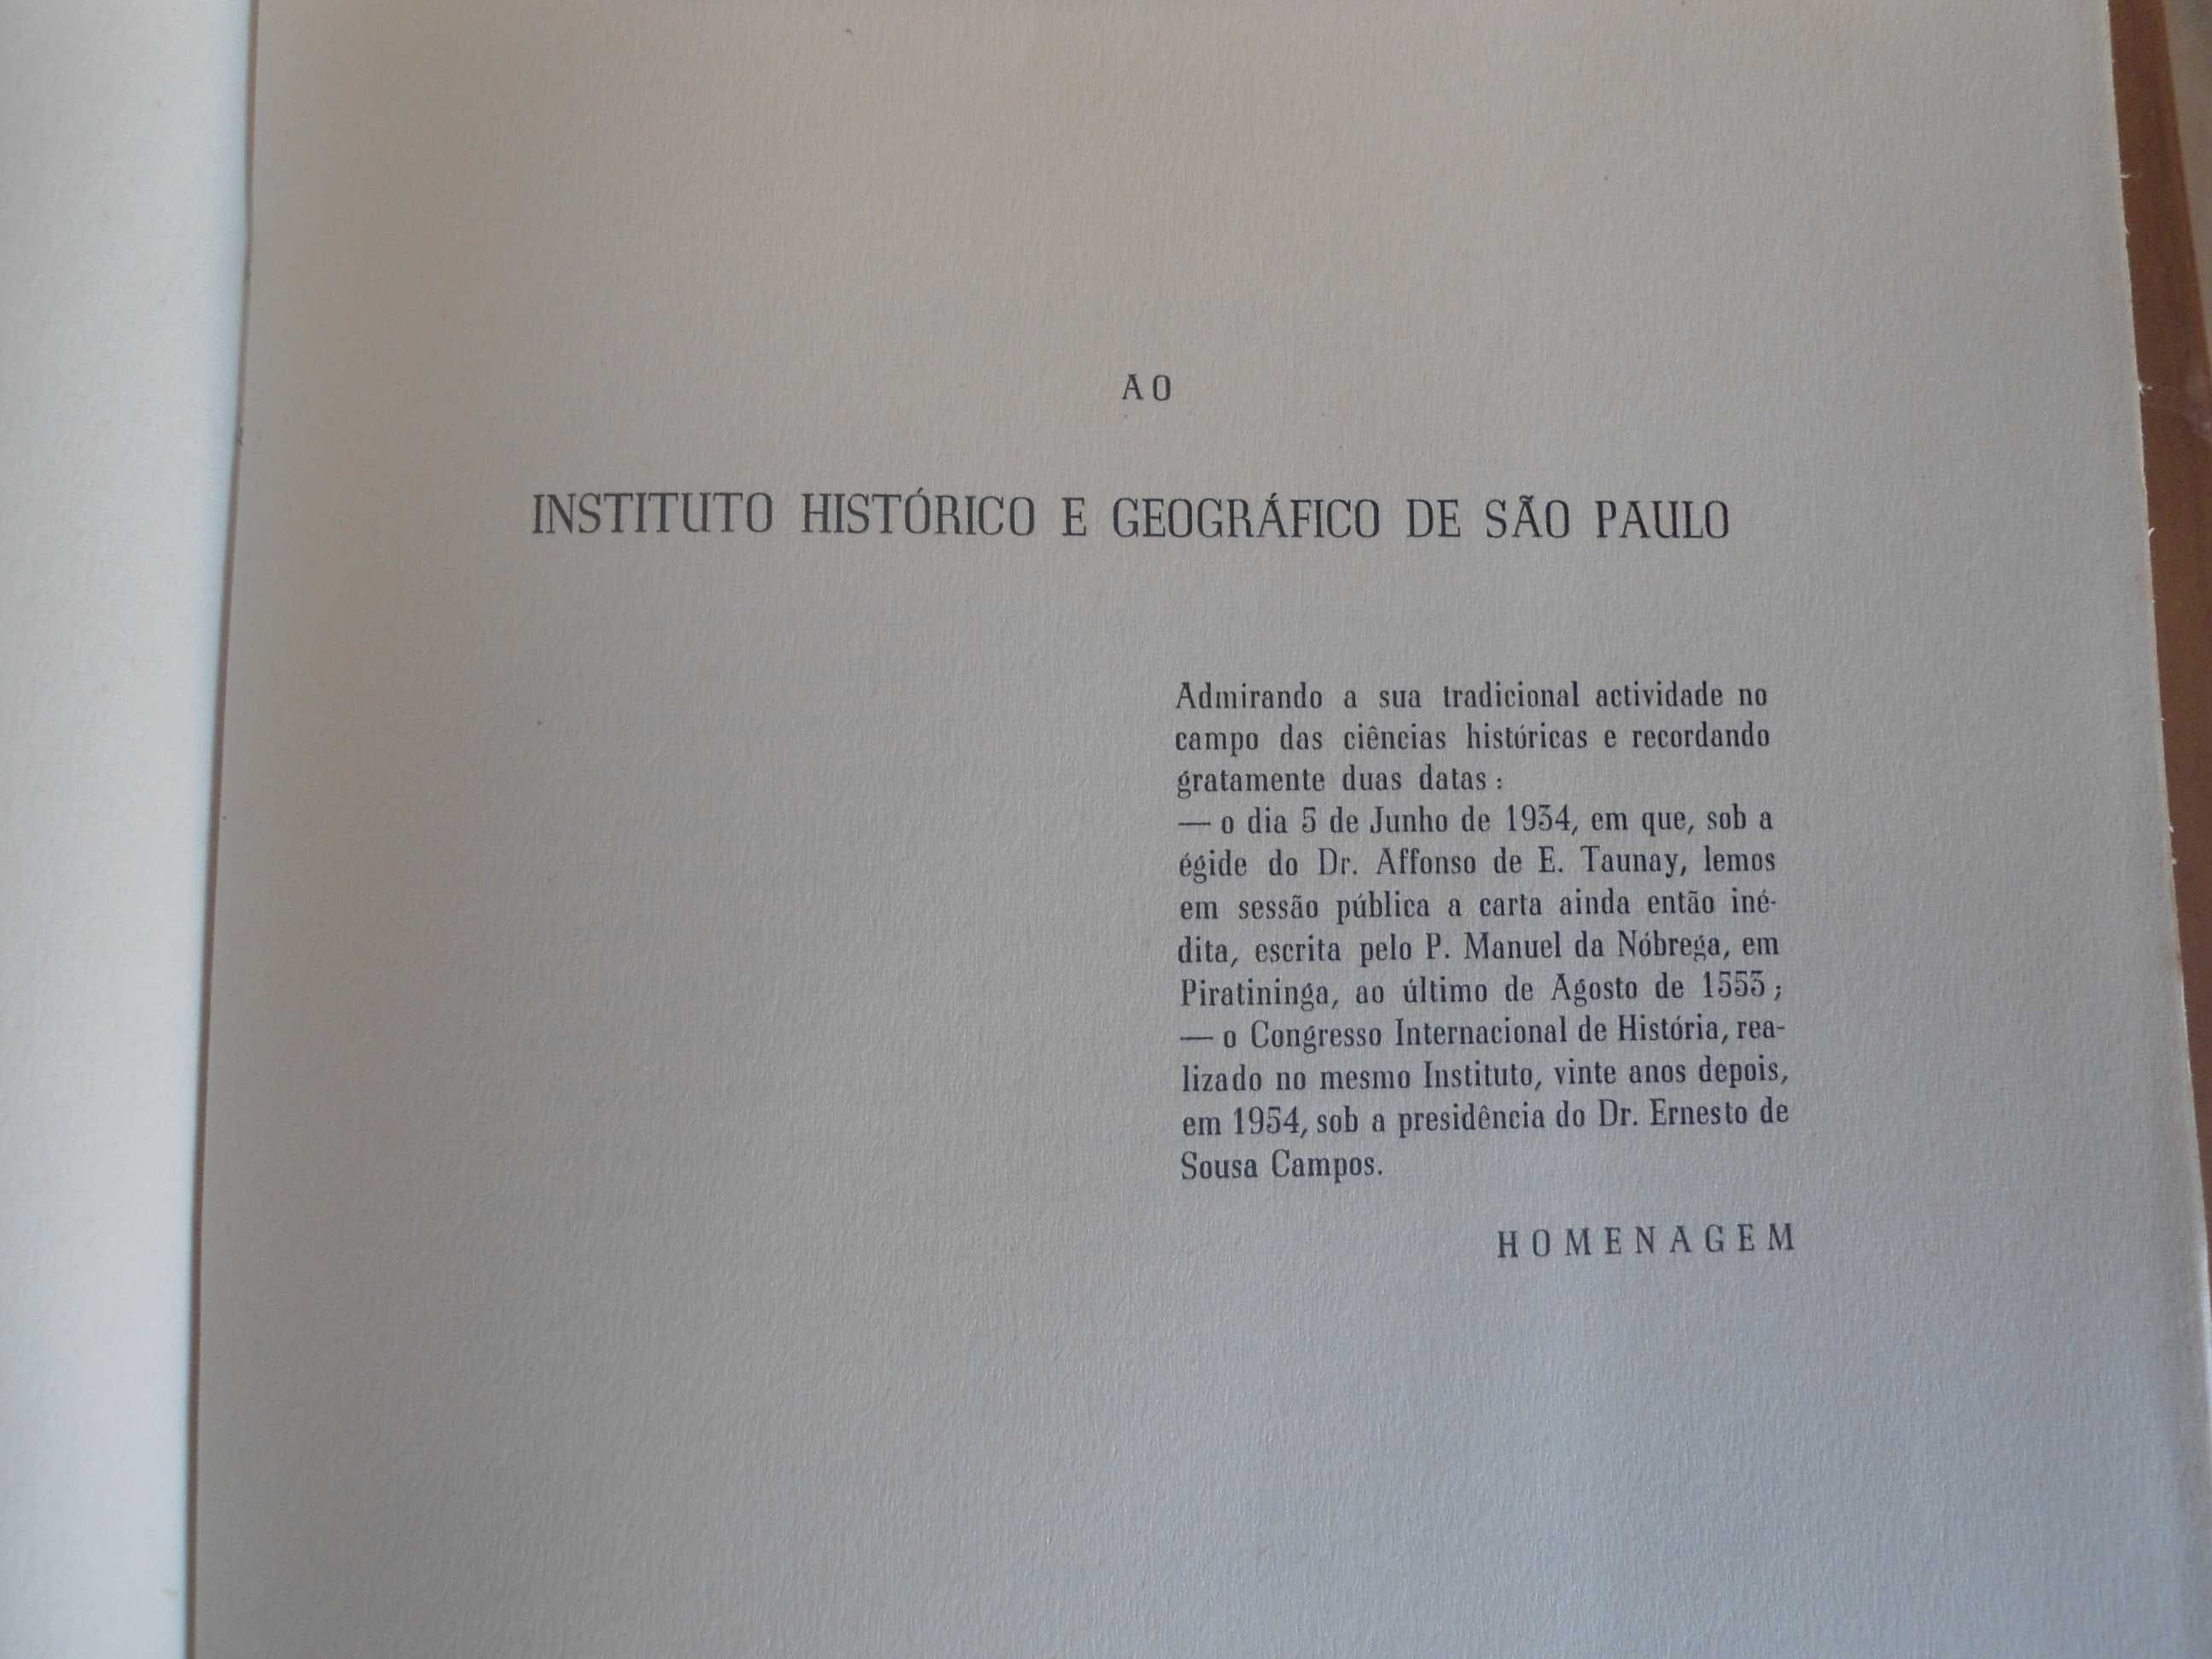 AO
INSTITUTO HISTÓRICO E GEOGRÁFICO DE SÃO PAULO
Admirando a sua tradicional actividade no
campo das ciências históricas e recordando
gratamente duas datas :
— o dia 5 de Junho de 1934, em que, sob a
égide do Dr. Affonso de E. Taunay, lemos
em sessão pública a carta ainda então iné-
dita, escrita pelo P. Manuel da Nóbrega, em
Piratininga, ao último de Agosto de 1553 ;
— o Congresso Internacional de História, rea-
lizado no mesmo Instituto, vinte anos depois,
em 1954, sob a presidência do Dr. Ernesto de
Sousa Campos.
HOMENAGEM